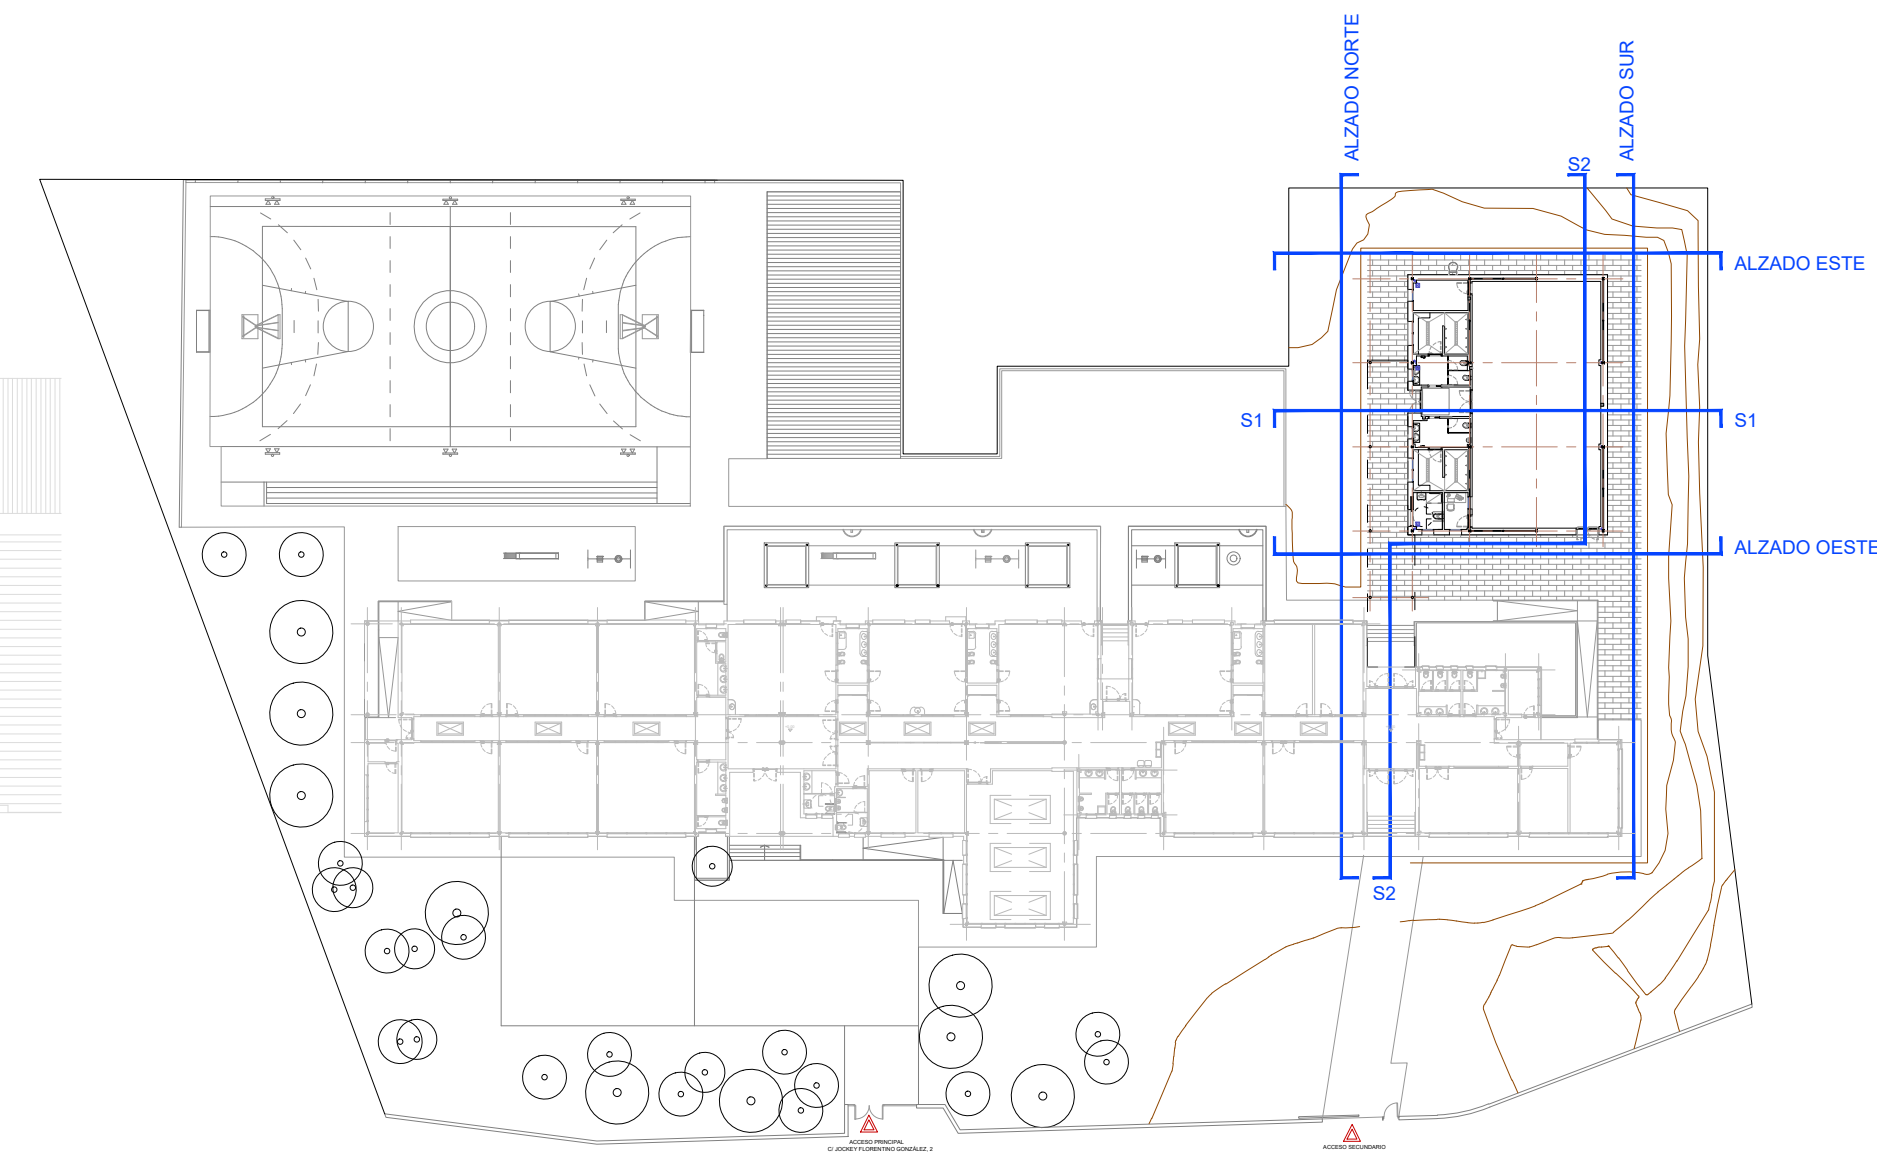 ALZADO NORTE
ALZADO SUR
S2
ALZADO ESTE
S1
S1
ALZADO OESTE
S2
ACCESO PRINCIPAL
C/ JOCKEY FLORENTINO GONZÁLEZ, 2
ACCESO SECUNDARIO